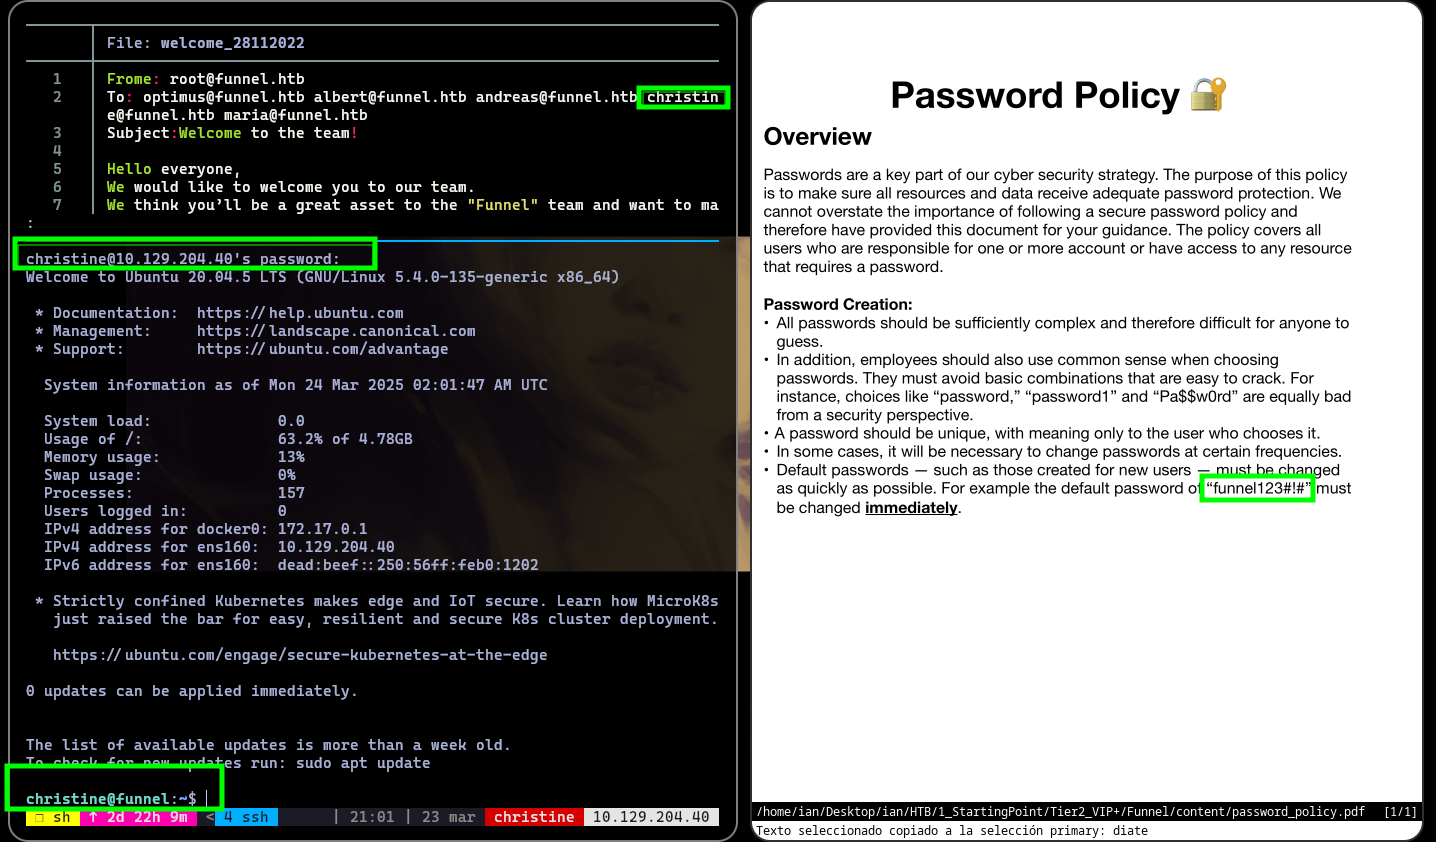 File: welcome_28112022
1 Frome: root@funnel.htb
2 To: optimus@funnel.htb albert@funnel.htb andreas@funnel.htb christin
e@funnel.htb maria@funnel.htb
3 Subject:Welcome to the team!
4
5 Hello everyone,
6 We would like to welcome you to our team.
7 We think you’ll be a great asset to the "Funnel" team and want to ma
:
christine@10.129.204.40's password:
Welcome to Ubuntu 20.04.5 LTS (GNU/Linux 5.4.0-135-generic x86_64)
* Documentation: https://help.ubuntu.com
* Management: https://landscape.canonical.com
* Support: https://ubuntu.com/advantage
System information as of Mon 24 Mar 2025 02:01:47 AM UTC
System load: 0.0
Usage of /: 63.2% of 4.78GB
Memory usage: 13%
Swap usage: 0%
Processes: 157
Users logged in: 0
IPv4 address for docker0: 172.17.0.1
IPv4 address for ens160: 10.129.204.40
IPv6 address for ens160: dead:beef::250:56ff:feb0:1202
* Strictly confined Kubernetes makes edge and IoT secure. Learn how MicroK8s
just raised the bar for easy, resilient and secure K8s cluster deployment.
https://ubuntu.com/engage/secure-kubernetes-at-the-edge
0 updates can be applied immediately.
The list of available updates is more than a week old.
To check for new updates run: sudo apt update
christine@funnel:~$
❐ sh ↑ 2d 22h 9m < 4 ssh | 21:01 | 23 mar christine 10.129.204.40
Password Policy 🔐
Overview
Passwords are a key part of our cyber security strategy. The purpose of this policy
is to make sure all resources and data receive adequate password protection. We
cannot overstate the importance of following a secure password policy and
therefore have provided this document for your guidance. The policy covers all
users who are responsible for one or more account or have access to any resource
that requires a password.
Password Creation:
• All passwords should be sufficiently complex and therefore difficult for anyone to
guess.
• In addition, employees should also use common sense when choosing
passwords. They must avoid basic combinations that are easy to crack. For
instance, choices like “password,” “password1” and “Pa$$w0rd” are equally bad
from a security perspective.
• A password should be unique, with meaning only to the user who chooses it.
• In some cases, it will be necessary to change passwords at certain frequencies.
• Default passwords — such as those created for new users — must be changed
as quickly as possible. For example the default password of “funnel123#!#” must
be changed immediately.
/home/ian/Desktop/ian/HTB/1_StartingPoint/Tier2_VIP+/Funnel/content/password_policy.pdf [1/1]
Texto seleccionado copiado a la selección primary: diate